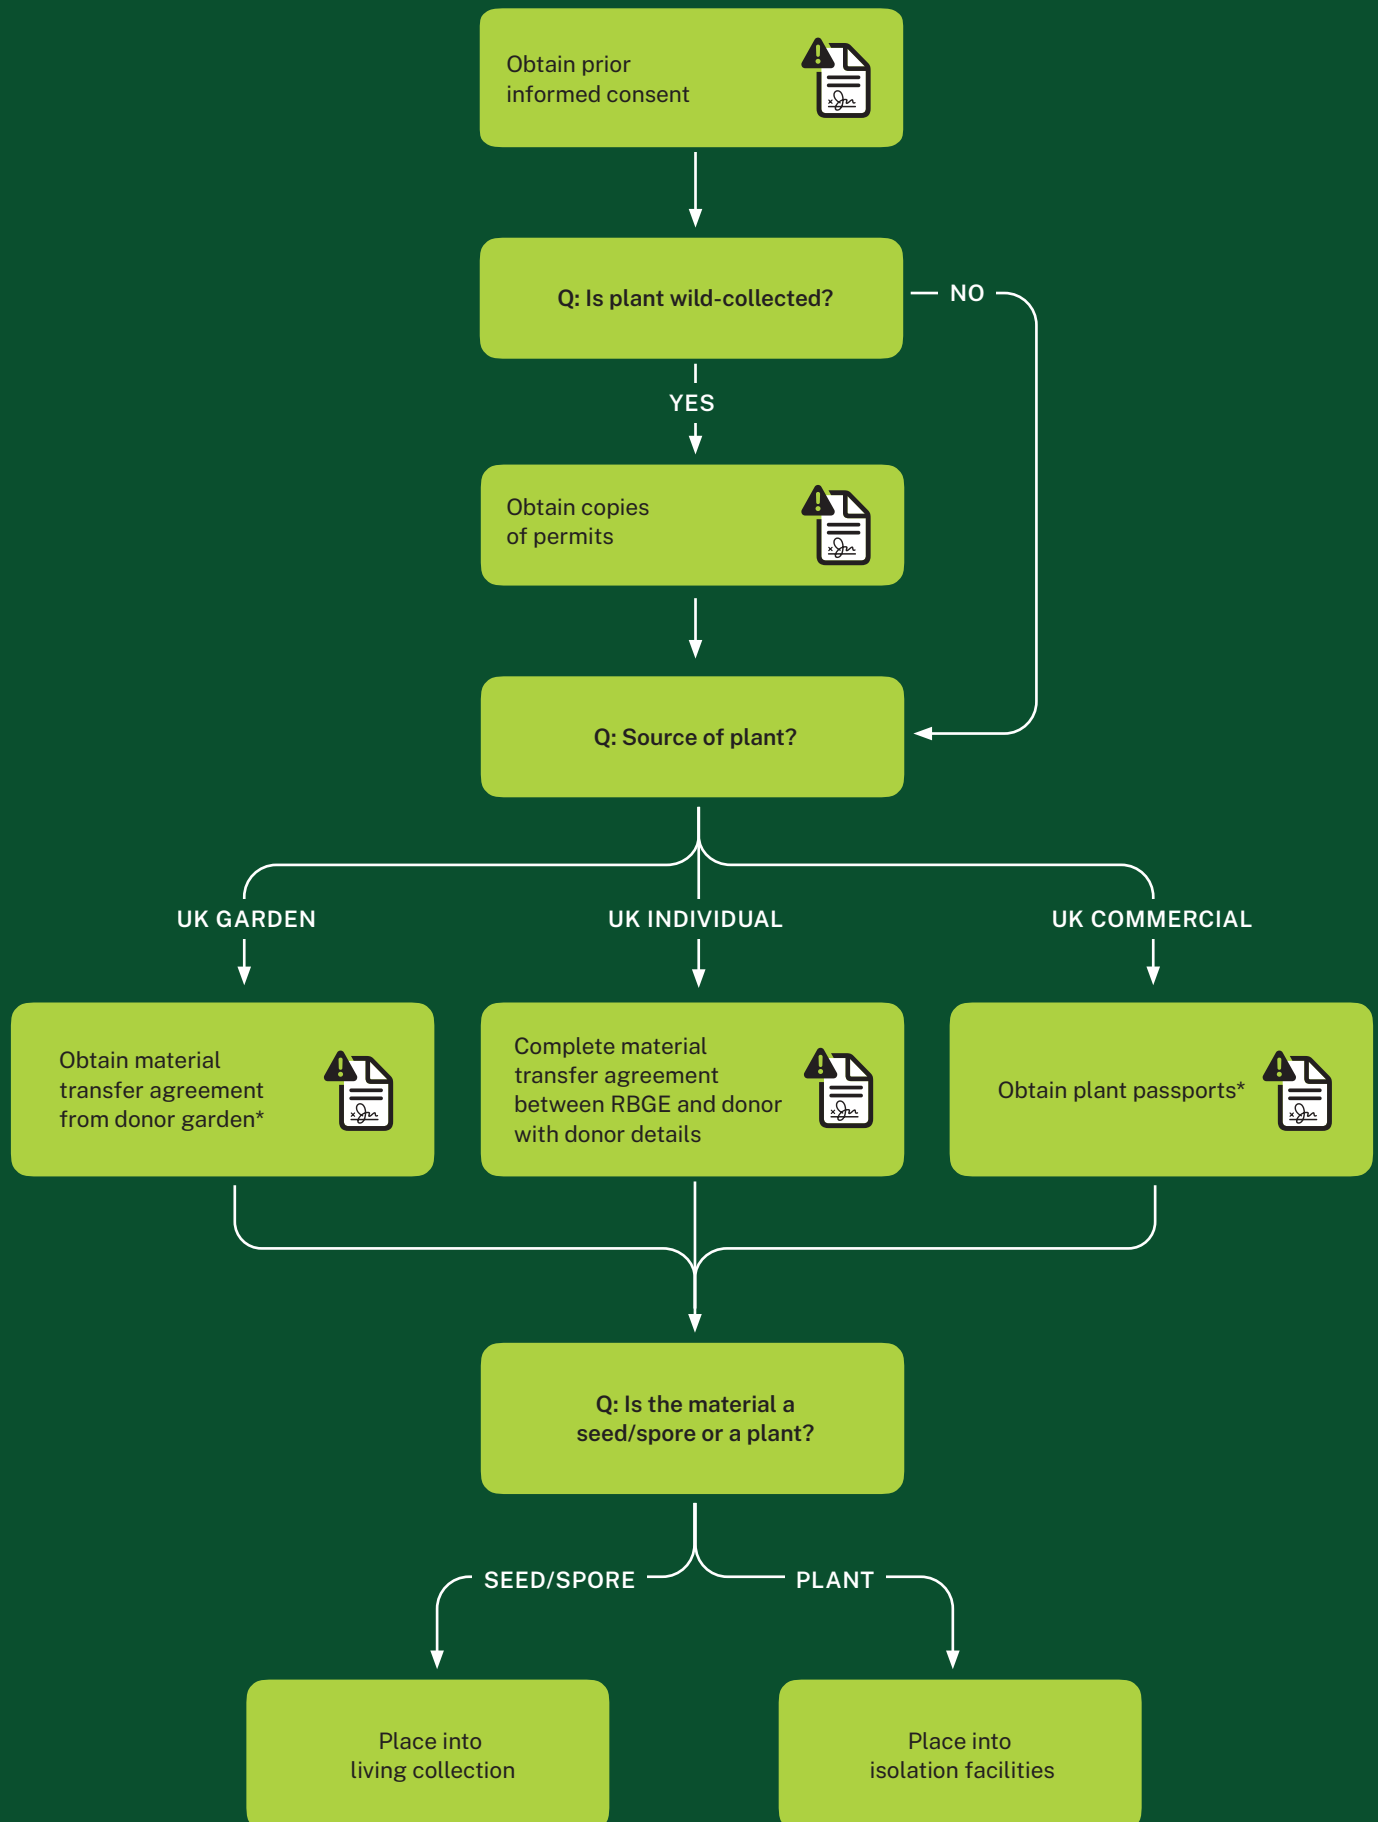 Obtain prior
informed consent
Q: Is plant wild-collected?
NO
YES
Obtain copies
of permits
Q: Source of plant?
UK GARDEN
UK INDIVIDUAL
UK COMMERCIAL
Obtain material
transfer agreement
from donor garden*
Complete material
transfer agreement
between RBGE and donor
with donor details
Obtain plant passports*
Q: Is the material a
seed/spore or a plant?
SEED/SPORE
PLANT
Place into
living collection
Place into
isolation facilities